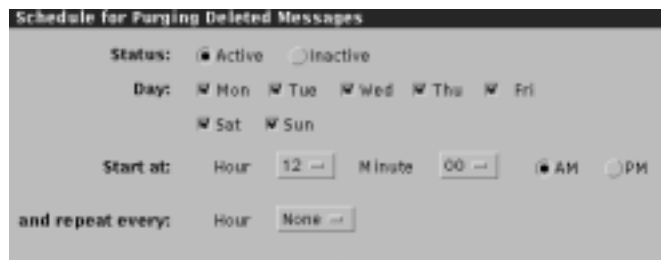 Schedule for Purging Deleted Messages
Status: Active Inactive
Day: Mon Tue Wed Thu Fri
Sat Sun
Start at: Hour 12 Minute 00 AM PM
and repeat every: Hour None